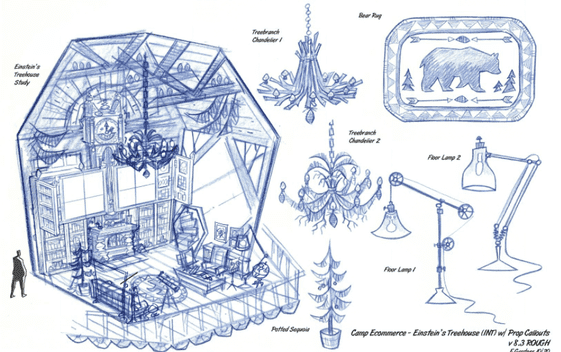 Einstein's
Treehouse
Study
Treebranch
Chandelier 1
Bear Rug
Treebranch
Chandelier 2
Floor Lamp 2
Floor Lamp 1
Potted Sequoia
Camp Ecommerce - Einstein's Treehouse (INT) w/ Prop Callouts
v 8.3 ROUGH